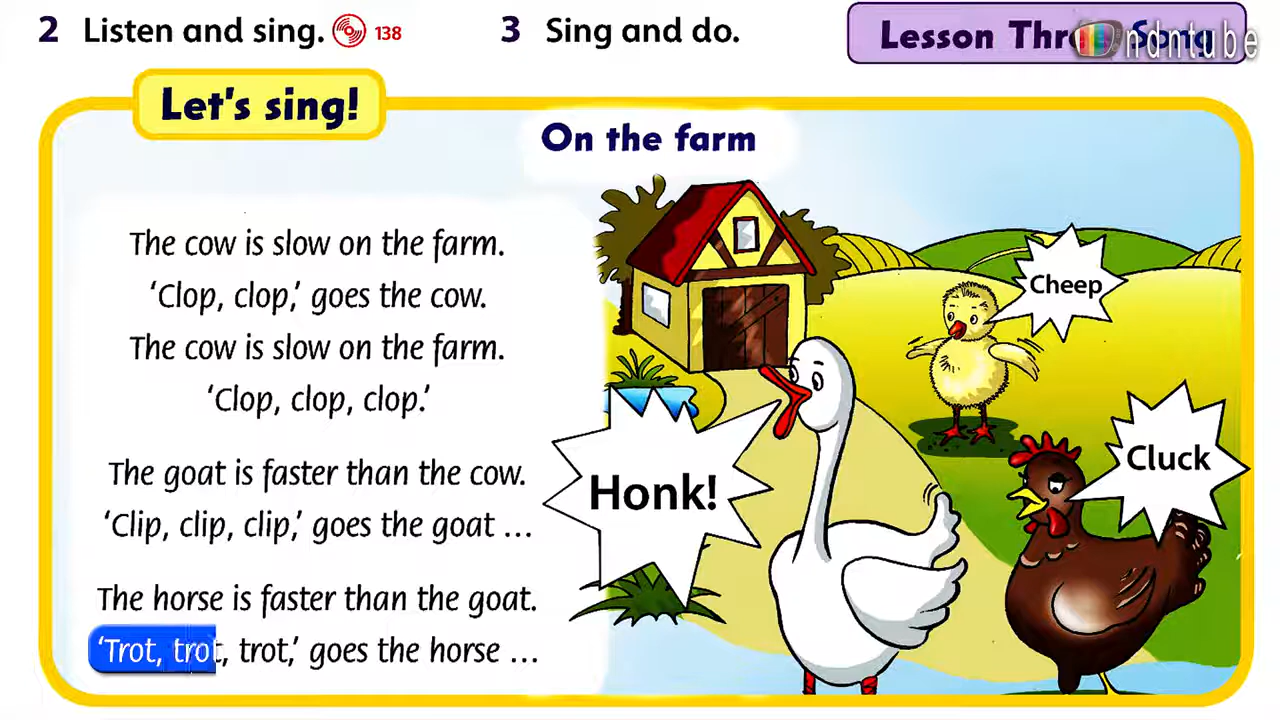 2 Listen and sing. 138
3 Sing and do.
Lesson Three Song
ndntube
Let's sing!
On the farm
The cow is slow on the farm.
‘Clop, clop,’ goes the cow.
The cow is slow on the farm.
‘Clop, clop, clop.’
The goat is faster than the cow.
‘Clip, clip, clip,’ goes the goat ...
The horse is faster than the goat.
‘Trot, trot, trot,’ goes the horse ...
Cheep
Honk!
Cluck